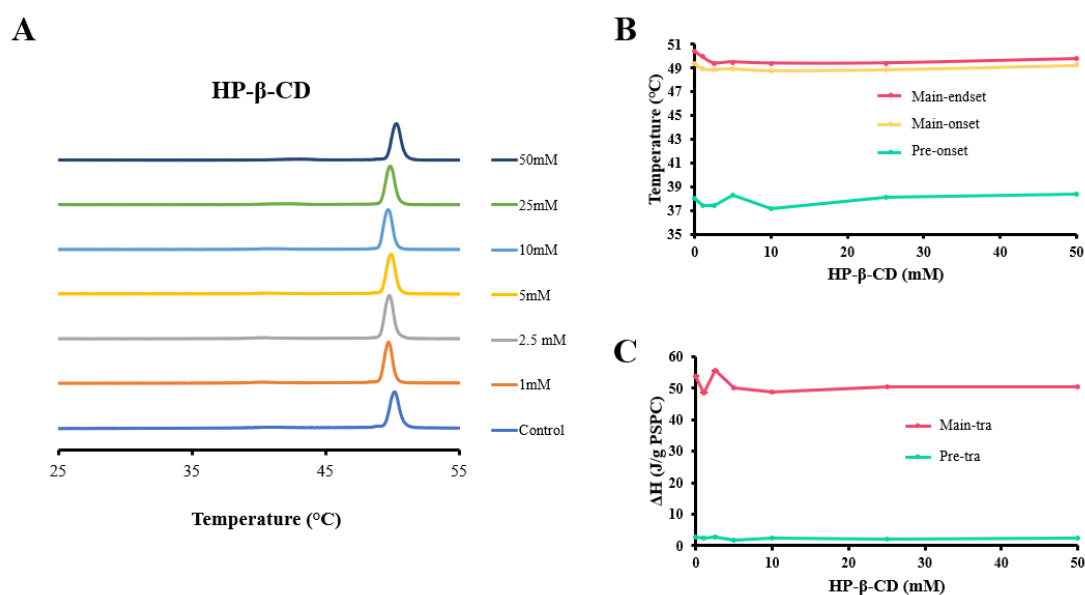 A
HP-β-CD
50mM
25mM
10mM
5mM
2.5 mM
1mM
Control
25
35
45
55
Temperature (°C)
B
51
49
47
45
43
41
39
37
35
Temperature (°C)
Main-endset
Main-onset
Pre-onset
0
10
20
30
40
50
HP-β-CD (mM)
C
60
50
40
30
20
10
0
ΔH (J/g PSPC)
Main-tra
Pre-tra
0
10
20
30
40
50
HP-β-CD (mM)